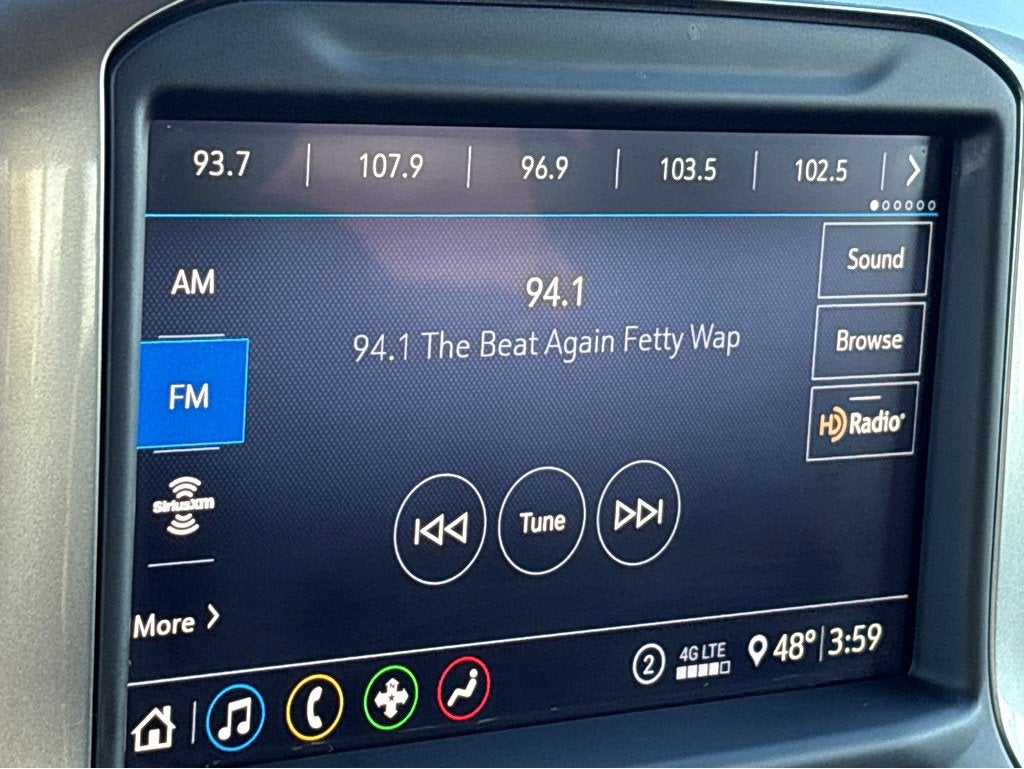 93.7 | 107.9 | 96.9 | 103.5 | 102.5
AM
94.1
Sound
94.1 The Beat Again Fetty Wap
Browse
FM
HD Radio
SiriusXM
Tune
More
2 4G LTE 48° | 3:59